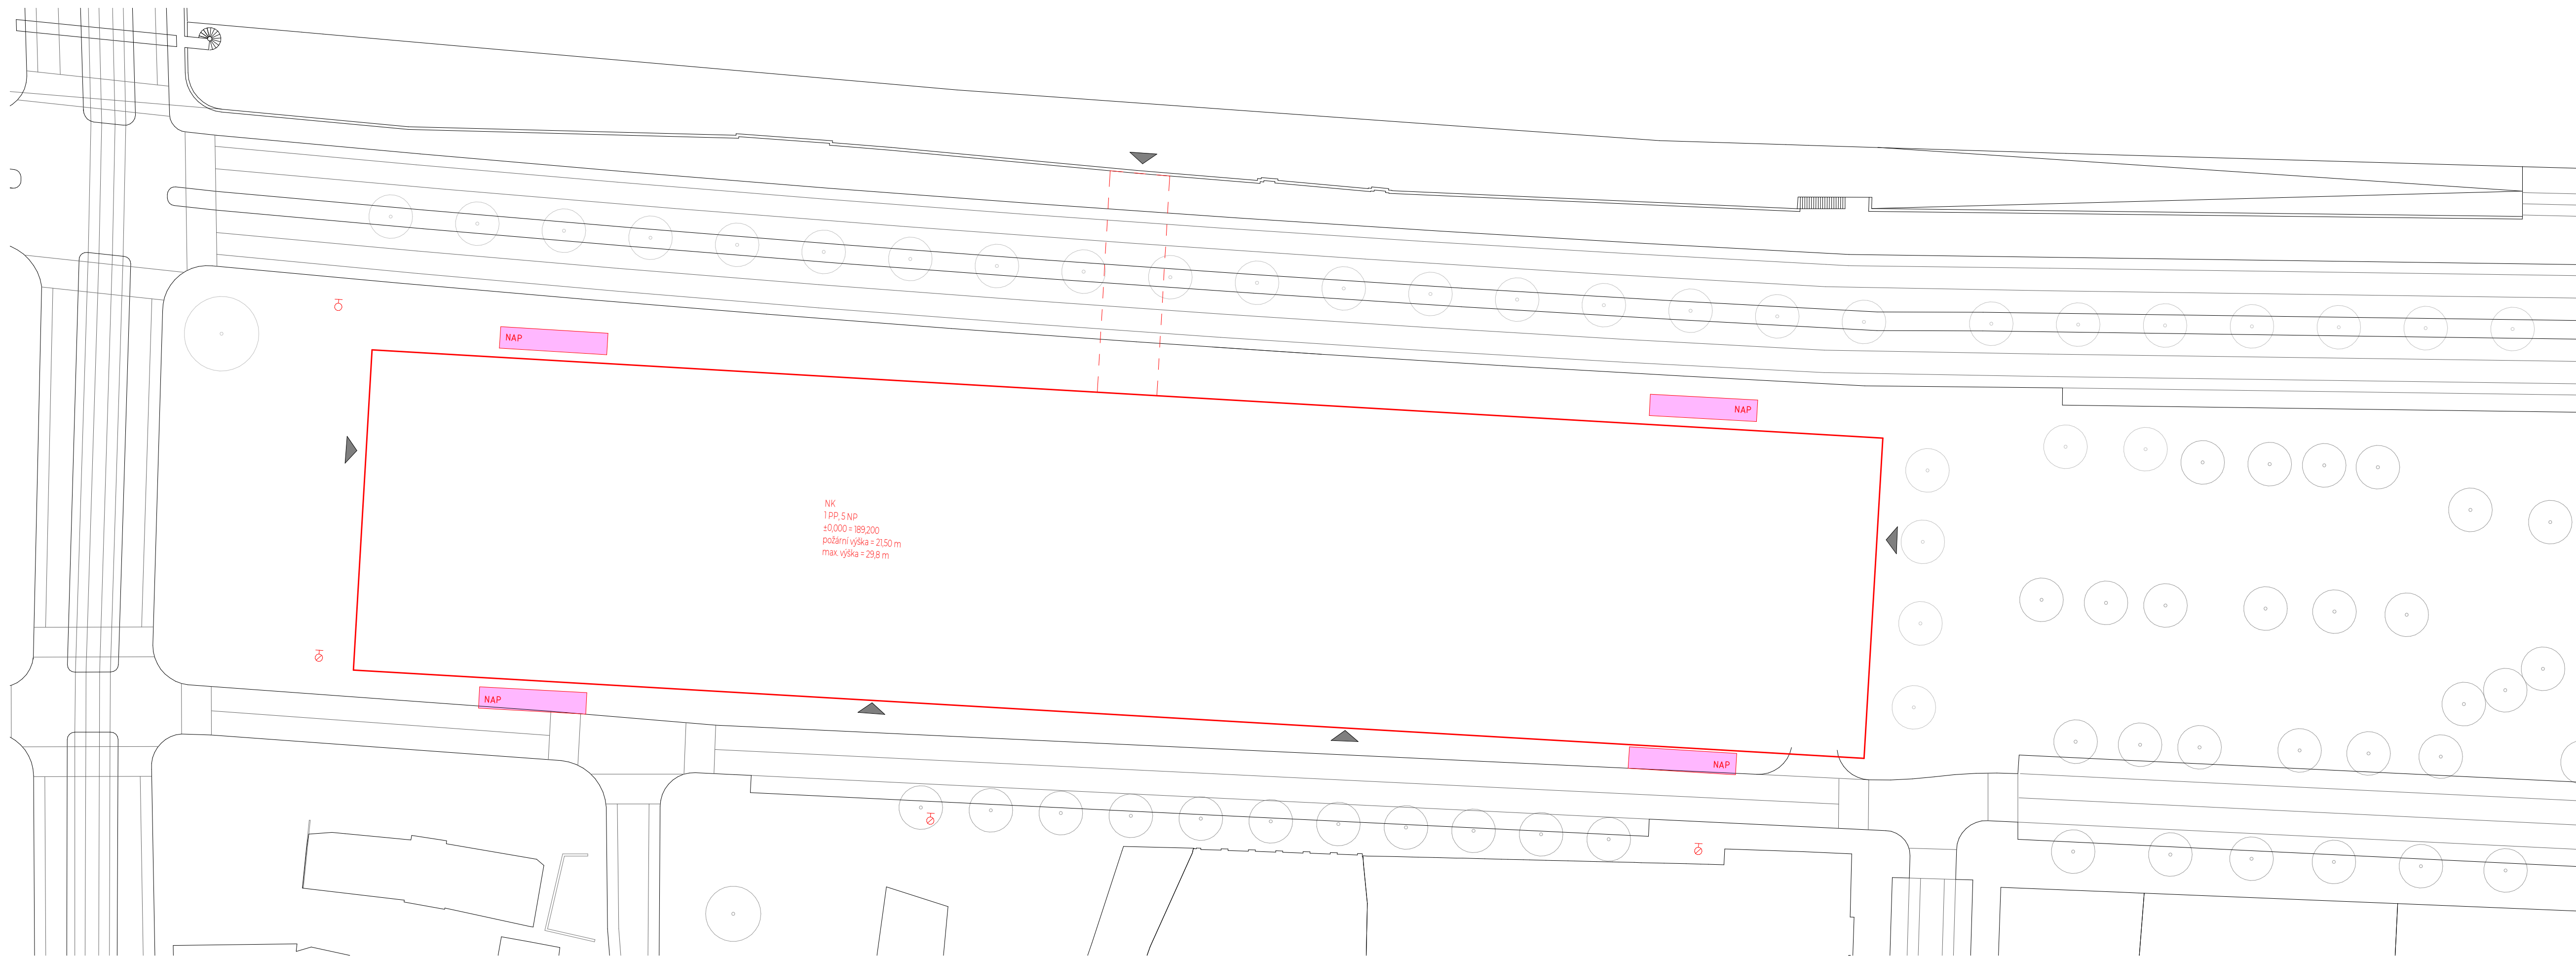 NAP
NAP
NK
1 PP, 5 NP
±0,000 = 189,200
požární výška = 21,50 m
max. výška = 29,8 m
NAP
NAP